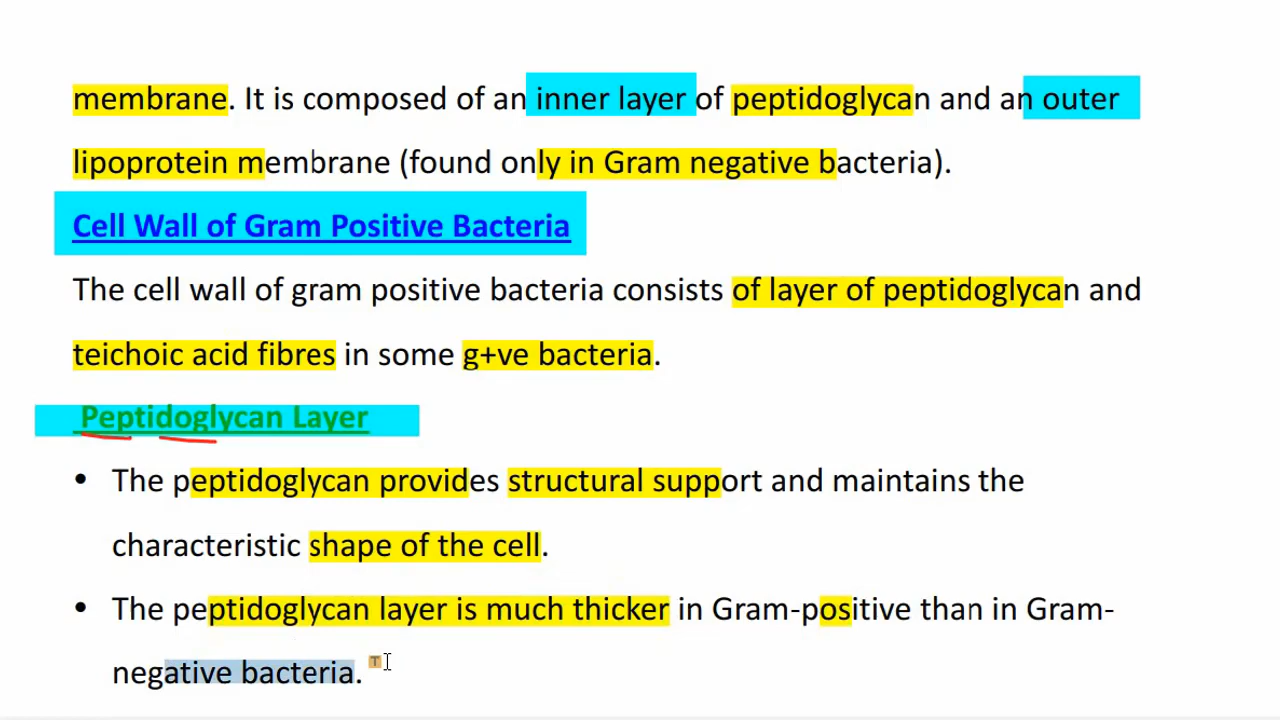 membrane. It is composed of an inner layer of peptidoglycan and an outer
lipoprotein membrane (found only in Gram negative bacteria).
Cell Wall of Gram Positive Bacteria
The cell wall of gram positive bacteria consists of layer of peptidoglycan and
teichoic acid fibres in some g+ve bacteria.
Peptidoglycan Layer
• The peptidoglycan provides structural support and maintains the
characteristic shape of the cell.
• The peptidoglycan layer is much thicker in Gram-positive than in Gram-
negative bacteria. T